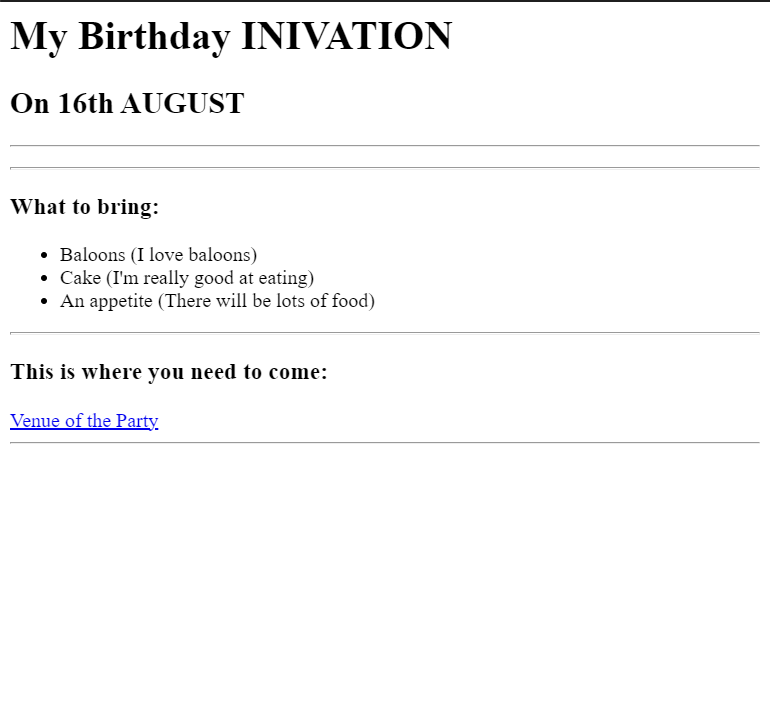 My Birthday INIVATION
On 16th AUGUST
What to bring:
Baloons (I love baloons)
Cake (I'm really good at eating)
An appetite (There will be lots of food)
This is where you need to come:
Venue of the Party